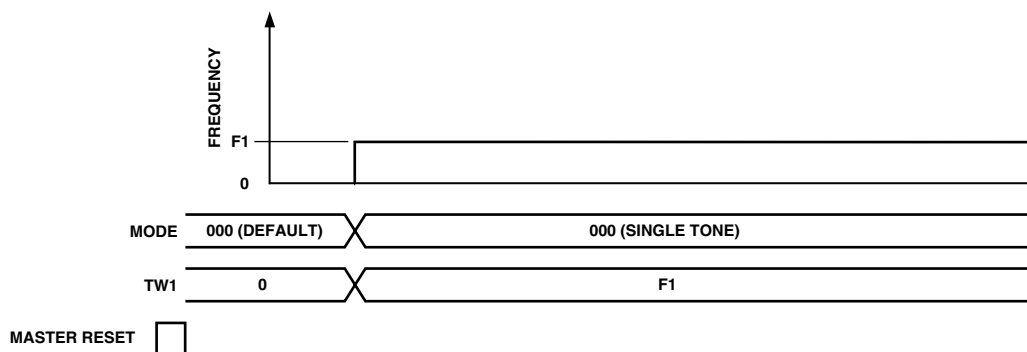 FREQUENCY
F1
0
MODE 000 (DEFAULT) 000 (SINGLE TONE)
TW1 0 F1
MASTER RESET